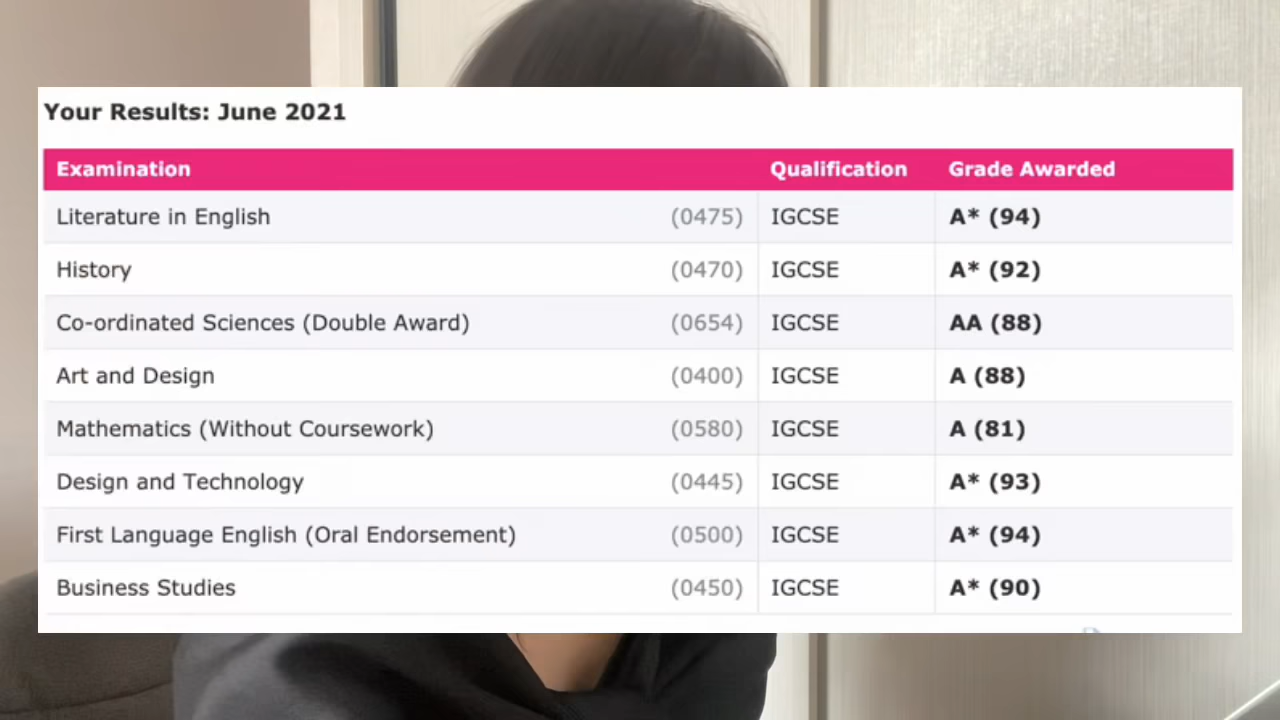 Your Results: June 2021
Examination Qualification Grade Awarded
Literature in English (0475) IGCSE A* (94)
History (0470) IGCSE A* (92)
Co-ordinated Sciences (Double Award) (0654) IGCSE AA (88)
Art and Design (0400) IGCSE A (88)
Mathematics (Without Coursework) (0580) IGCSE A (81)
Design and Technology (0445) IGCSE A* (93)
First Language English (Oral Endorsement) (0500) IGCSE A* (94)
Business Studies (0450) IGCSE A* (90)